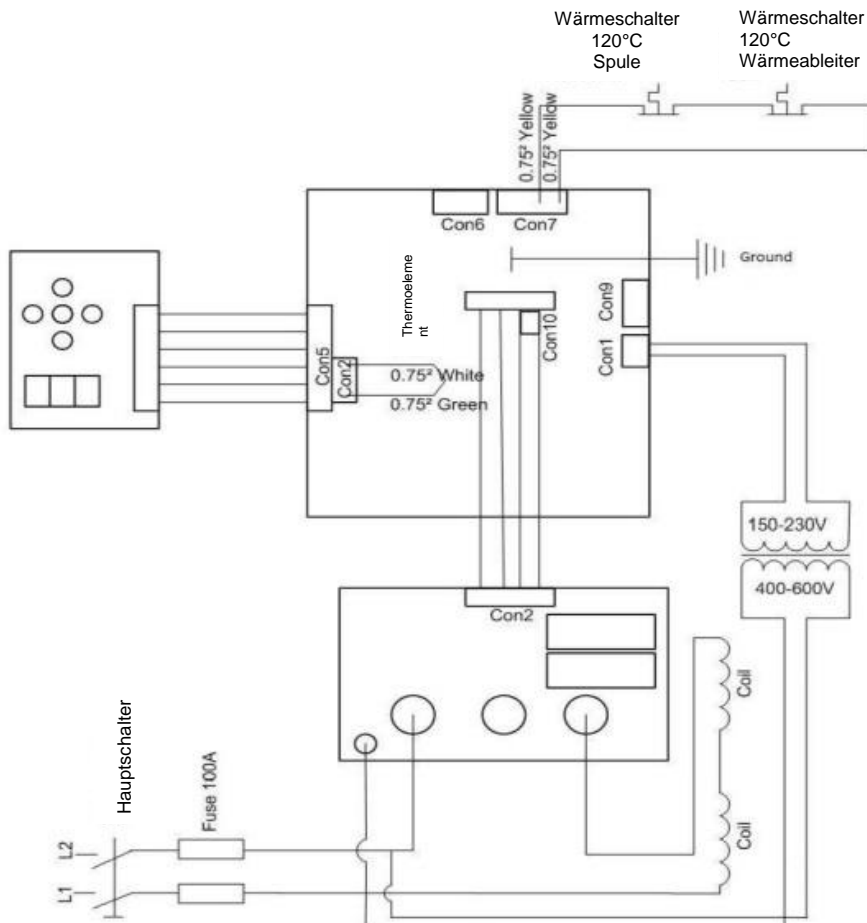 Wärmeschalter
120°C
Spule
Wärmeschalter
120°C
Wärmeableiter
0.75² Yellow
0.75² Yellow
Con6
Con7
Ground
Thermoeleme
nt
Con9
Con10
Con1
Con5
Con2
0.75² White
0.75² Green
150-230V
400-600V
Con2
Coil
Coil
Hauptschalter
Fuse 100A
L2
L1